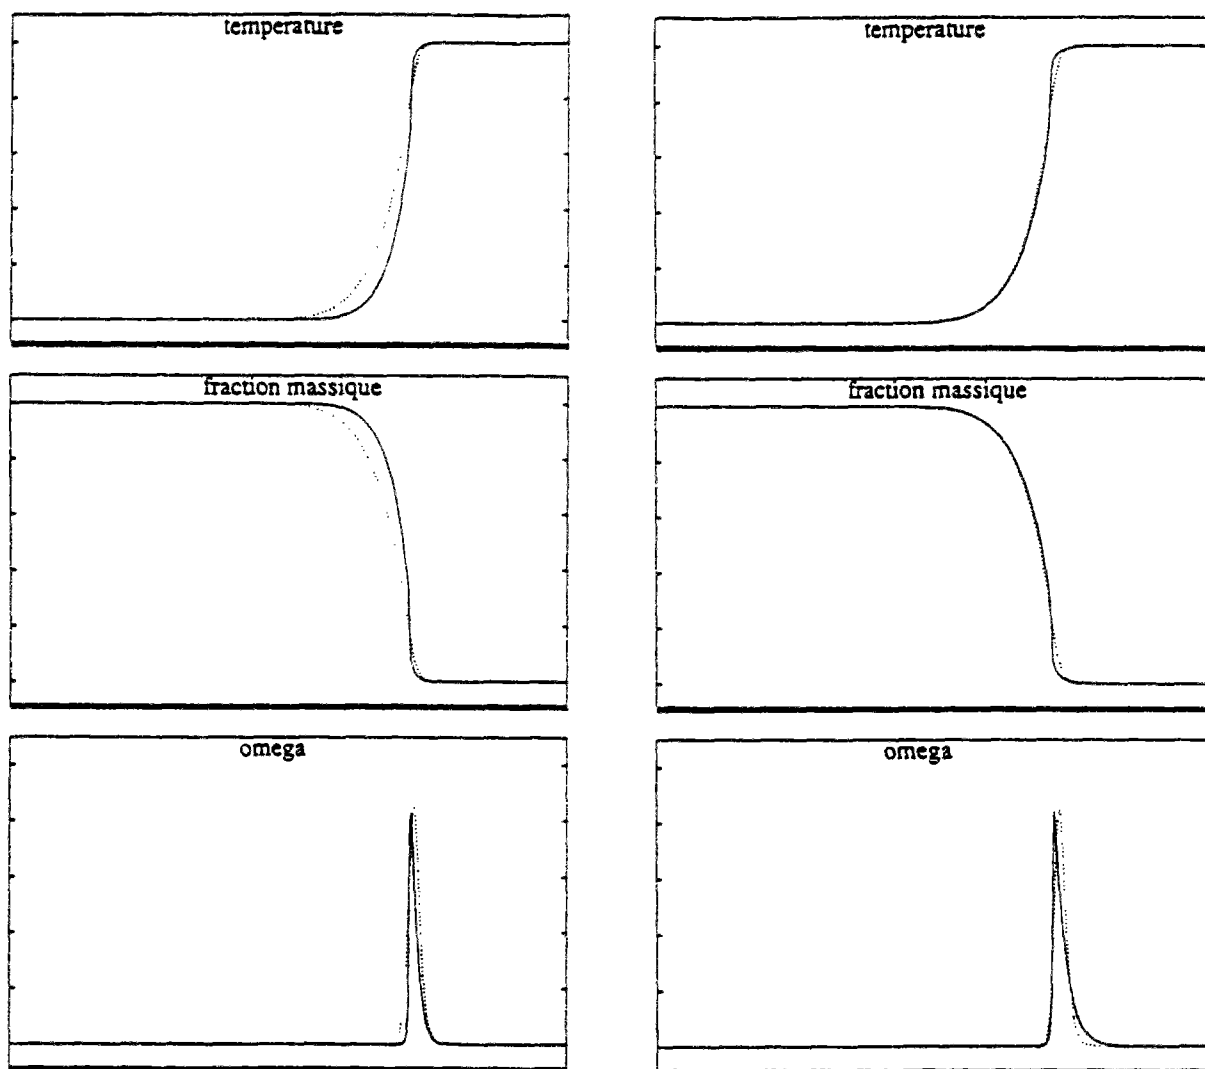 temperature
temperature
fraction massique
fraction massique
omega
omega